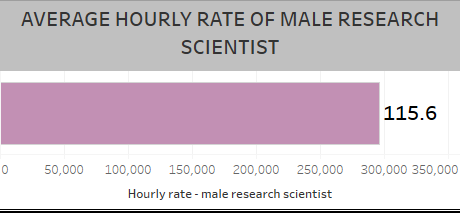 AVERAGE HOURLY RATE OF MALE RESEARCH
SCIENTIST
115.6
0 50,000 100,000 150,000 200,000 250,000 300,000 350,000
Hourly rate - male research scientist